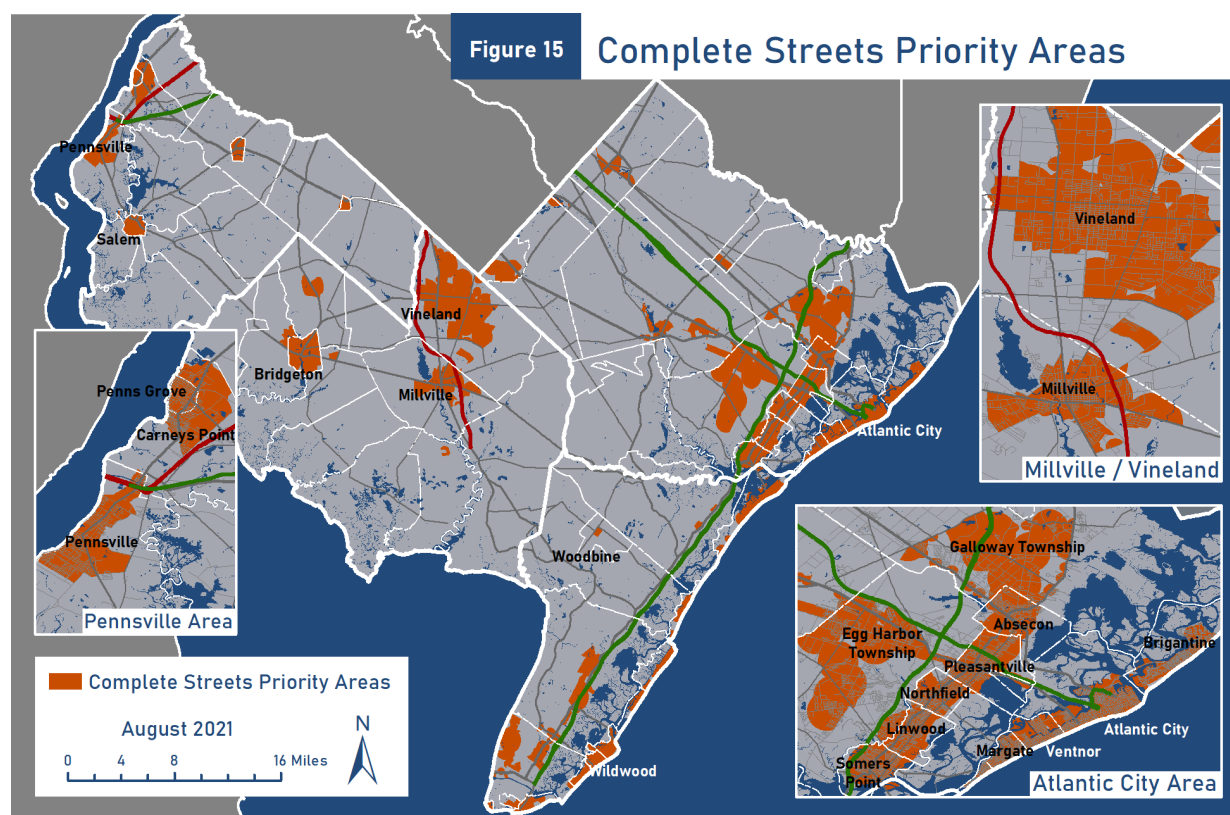 Figure 15
Complete Streets Priority Areas
Pennsville
Salem
Vineland
Bridgeton
Millville
Atlantic City
Woodbine
Wildwood
Penns Grove
Carneys Point
Pennsville
Pennsville Area
Vineland
Millville
Millville / Vineland
Galloway Township
Absecon
Egg Harbor
Township
Brigantine
Pleasantville
Northfield
Linwood
Atlantic City
Margate
Ventnor
Somers
Point
Atlantic City Area
Complete Streets Priority Areas
August 2021
N
0 4 8 16 Miles